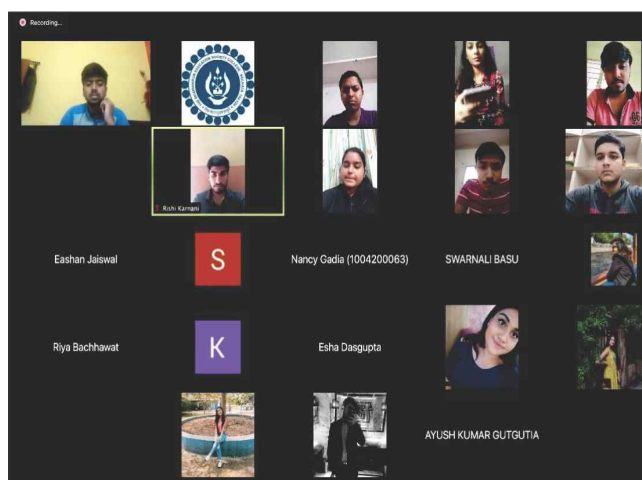 Recording...
Rishi Karnani
Eashan Jaiswal
S
Nancy Gadia (1004200063)
SWARNALI BASU
Riya Bachhawat
K
Esha Dasgupta
AYUSH KUMAR GUTGUTIA